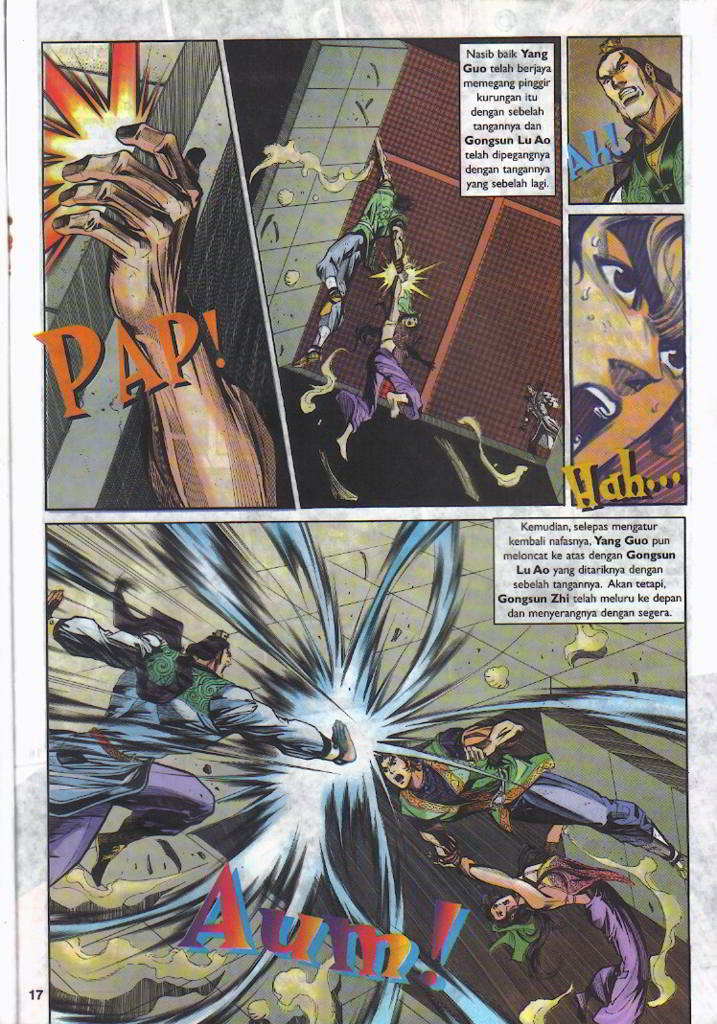 PAP!
Nasib baik Yang
Guo telah berjaya
memegang pinggir
kurungan itu
dengan sebelah
tangannya dan
Gongsun Lu Ao
telah dipegangnya
dengan tangannya
yang sebelah lagi.
Ah!
Hah...
Kemudian, selepas mengatur
kembali nafasnya, Yang Guo pun
meloncat ke atas dengan Gongsun
Lu Ao yang ditariknya dengan
sebelah tangannya. Akan tetapi,
Gongsun Zhi telah meluru ke depan
dan menyerangnya dengan segera.
Aum!
17